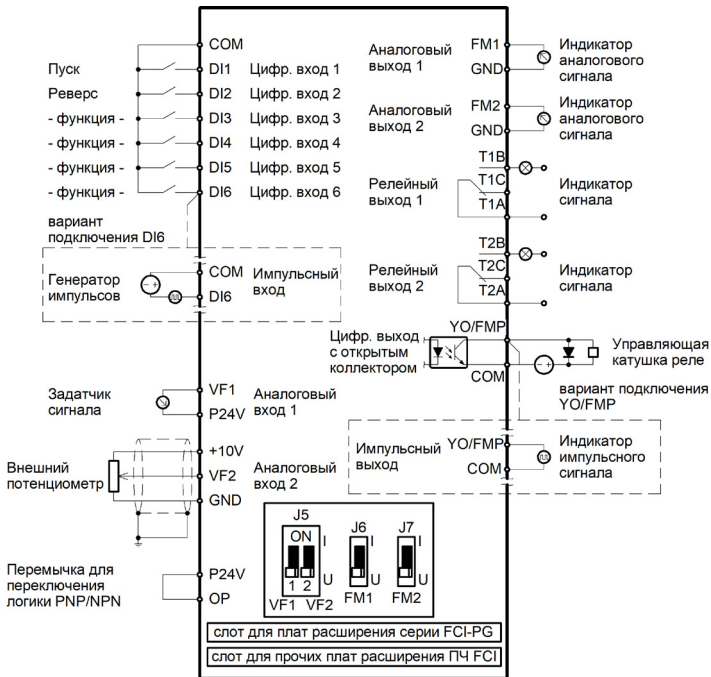 COM
Пуск DI1 Цифр. вход 1
Реверс DI2 Цифр. вход 2
- функция - DI3 Цифр. вход 3
- функция - DI4 Цифр. вход 4
- функция - DI5 Цифр. вход 5
- функция - DI6 Цифр. вход 6
вариант
подключения DI6
Генератор
импульсов
COM
DI6
Импульсный
вход
Задатчик
сигнала
VF1
P24V
Аналоговый
вход 1
Внешний
потенциометр
+10V
VF2
GND
Аналоговый
вход 2
Перемычка для
переключения
логики PNP/NPN
P24V
OP
Аналоговый
выход 1
FM1
GND
Индикатор
аналогового
сигнала
Аналоговый
выход 2
FM2
GND
Индикатор
аналогового
сигнала
Релейный
выход 1
T1B
T1C
T1A
Индикатор
сигнала
Релейный
выход 2
T2B
T2C
T2A
Индикатор
сигнала
Цифр. выход
с открытым
коллектором
YO/FMP
COM
Управляющая
катушка реле
вариант подключения
YO/FMP
Импульсный
выход
YO/FMP
COM
Индикатор
импульсного
сигнала
J5
ON
I
U
1 2
VF1 VF2
J6
I
U
FM1
J7
I
U
FM2
слот для плат расширения серии FCI-PG
слот для прочих плат расширения ПЧ FCI